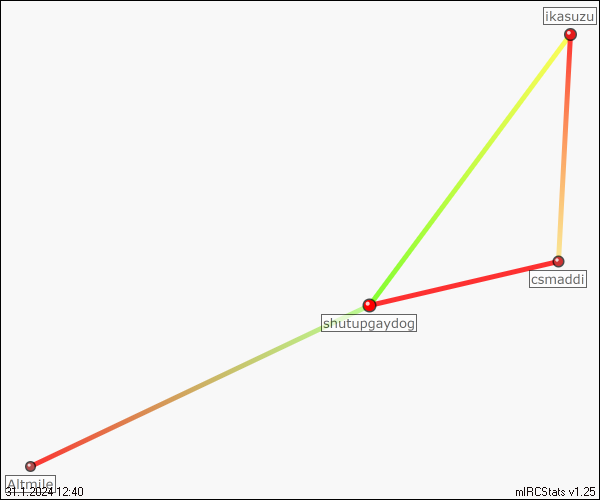 ikasuzu
csmaddi
shutupgaydog
Altmile
31.1.2024 12:40
mIRCStats v1.25